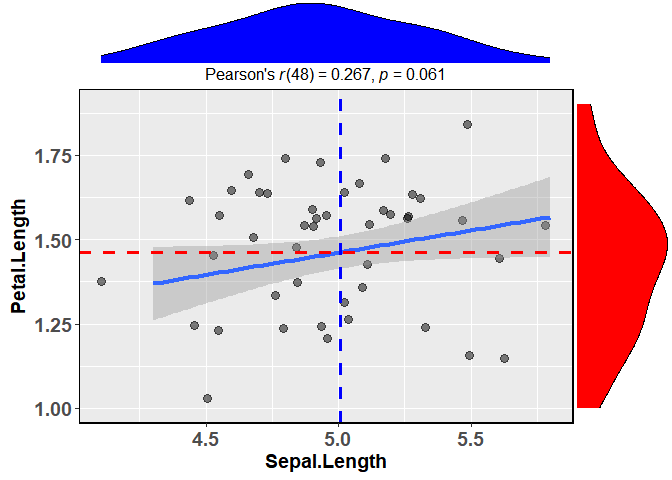 Pearson's r(48) = 0.267, p = 0.061
Petal.Length
1.75
1.50
1.25
1.00
4.5 5.0 5.5
Sepal.Length